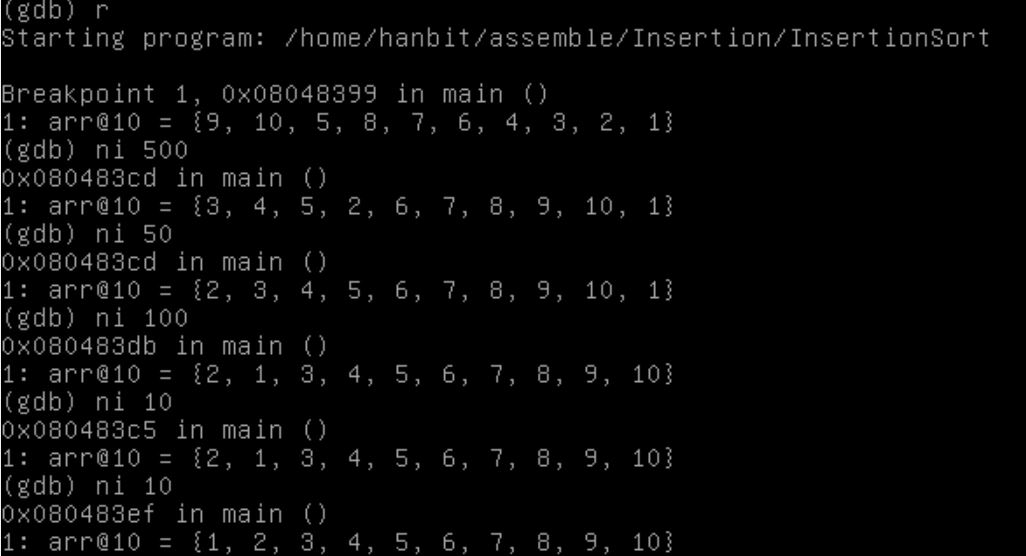 (gdb) r
Starting program: /home/hanbit/assemble/Insertion/InsertionSort
Breakpoint 1, 0x08048399 in main ()
1: arr@10 = {9, 10, 5, 8, 7, 6, 4, 3, 2, 1}
(gdb) ni 500
0x080483cd in main ()
1: arr@10 = {3, 4, 5, 2, 6, 7, 8, 9, 10, 1}
(gdb) ni 50
0x080483cd in main ()
1: arr@10 = {2, 3, 4, 5, 6, 7, 8, 9, 10, 1}
(gdb) ni 100
0x080483db in main ()
1: arr@10 = {2, 1, 3, 4, 5, 6, 7, 8, 9, 10}
(gdb) ni 10
0x080483c5 in main ()
1: arr@10 = {2, 1, 3, 4, 5, 6, 7, 8, 9, 10}
(gdb) ni 10
0x080483ef in main ()
1: arr@10 = {1, 2, 3, 4, 5, 6, 7, 8, 9, 10}